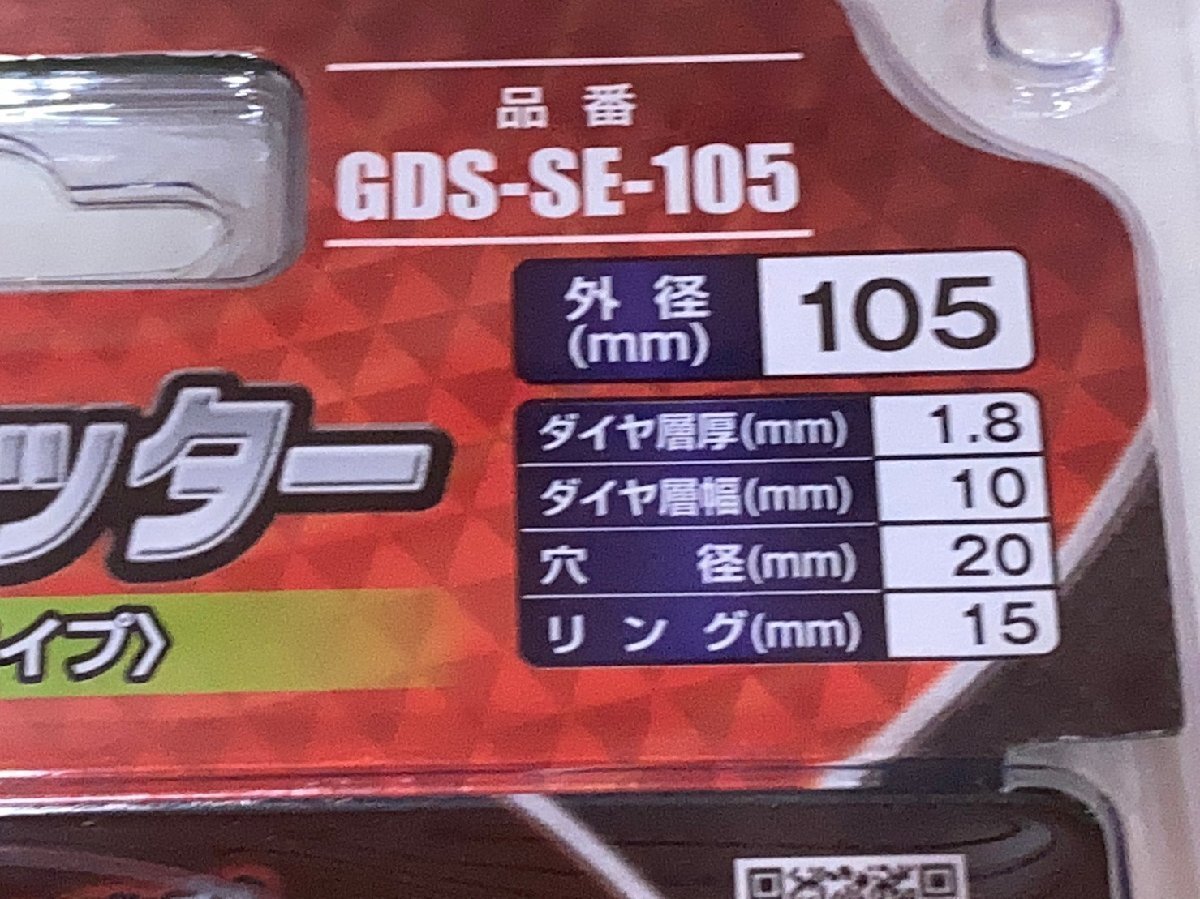 品番
GDS-SE-105
外径
(mm)
105
ダイヤ層厚(mm) 1.8
ダイヤ層幅(mm) 10
穴径(mm) 20
リング(mm) 15
ッター
イプ〉